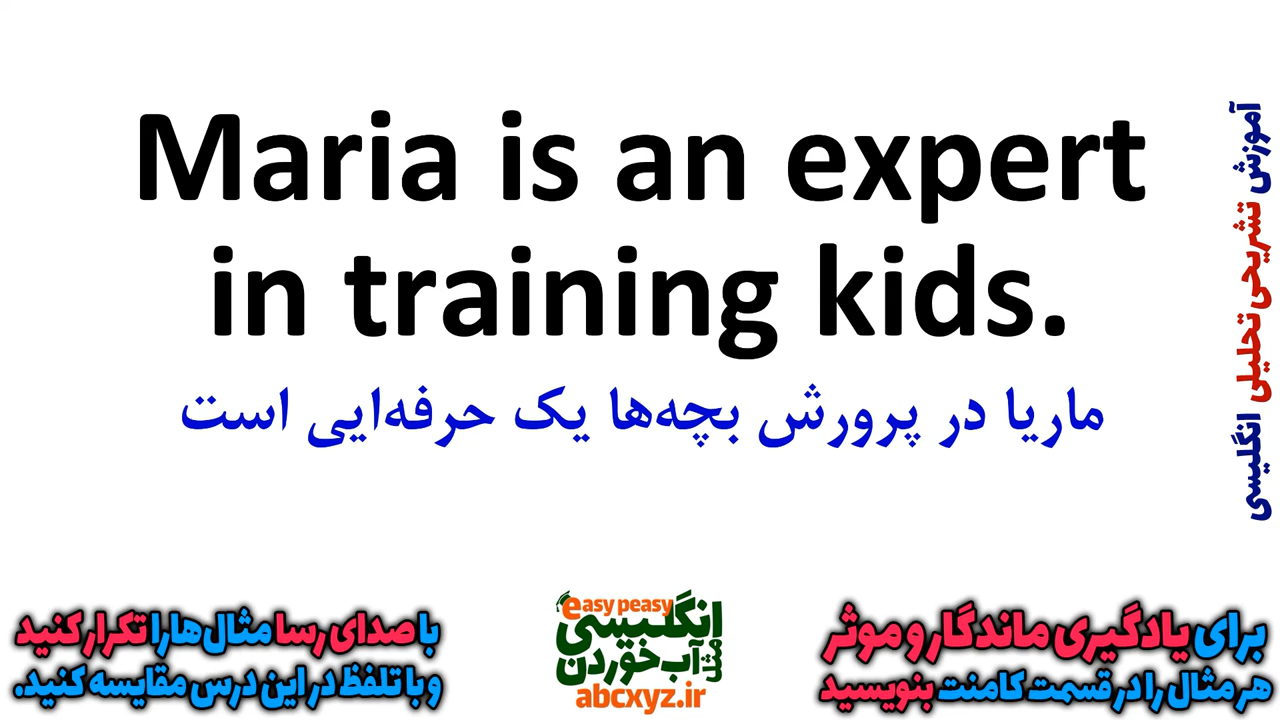 Maria is an expert
in training kids.
ماریا در پرورش بچه‌ها یک حرفه‌ایی است
آموزش تشریحی تحلیلی انگلیسی
برای یادگیری ماندگار و موثر
هر مثال را در قسمت کامنت بنویسید
easy peasy
انگلیسی
مثل آب خوردن
abcxyz.ir
با صدای رسا مثال‌ها را تکرار کنید
و با تلفظ در این درس مقایسه کنید.